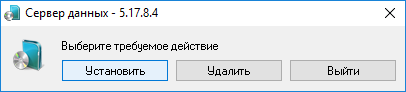 Сервер данных - 5.17.8.4
Выберите требуемое действие
Установить Удалить Выйти